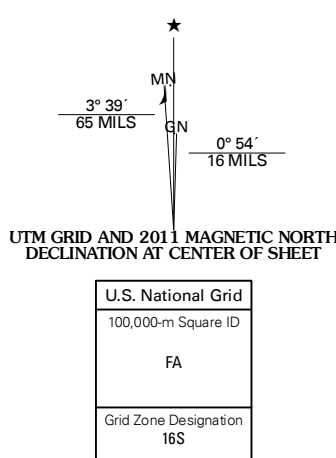 ★
MN
3° 39´
65 MILS
GN
0° 54´
16 MILS
UTM GRID AND 2011 MAGNETIC NORTH
DECLINATION AT CENTER OF SHEET
U.S. National Grid
100,000-m Square ID
FA
Grid Zone Designation
16S